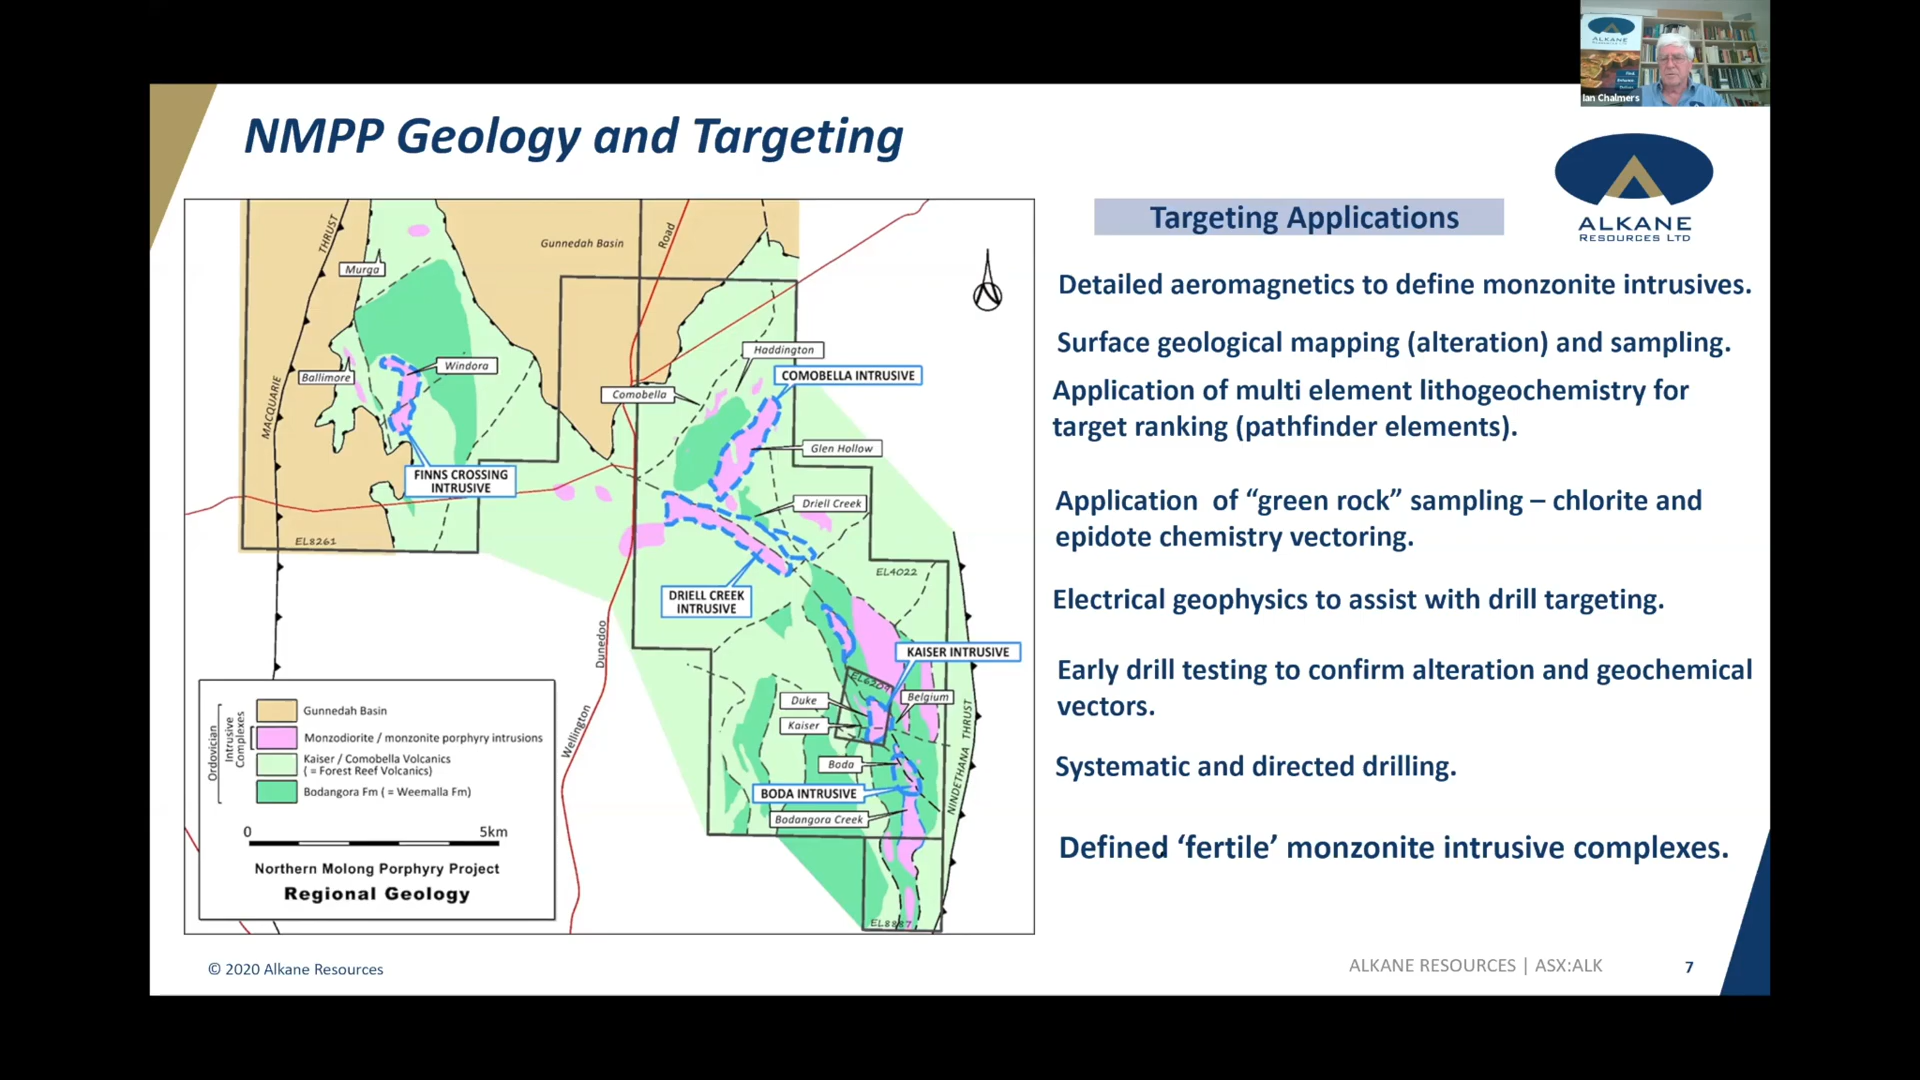 Ian Chalmers
NMPP Geology and Targeting
ALKANE
RESOURCES LTD
Targeting Applications
Detailed aeromagnetics to define monzonite intrusives.
Surface geological mapping (alteration) and sampling.
Application of multi element lithogeochemistry for
target ranking (pathfinder elements).
Application of “green rock” sampling – chlorite and
epidote chemistry vectoring.
Electrical geophysics to assist with drill targeting.
Early drill testing to confirm alteration and geochemical
vectors.
Systematic and directed drilling.
Defined ‘fertile’ monzonite intrusive complexes.
Gunnedah Basin
Road
THRUST
Murga
MACQUARIE
Ballimore
Windora
FINNS CROSSING
INTRUSIVE
EL8261
Haddington
COMOBELLA INTRUSIVE
Comobella
Glen Hollow
Driell Creek
DRIELL CREEK
INTRUSIVE
EL4022
Dunedoo
Wellington
KAISER INTRUSIVE
EL6209
Duke
Belgium
Kaiser
Boda
BODA INTRUSIVE
Bodangora Creek
NINDETHANA THRUST
EL8887
Ordovician
Intrusive
Complexes
Gunnedah Basin
Monzodiorite / monzonite porphyry intrusions
Kaiser / Comobella Volcanics
( = Forest Reef Volcanics)
Bodangora Fm ( = Weemalla Fm)
0 5km
Northern Molong Porphyry Project
Regional Geology
© 2020 Alkane Resources
ALKANE RESOURCES | ASX:ALK
7